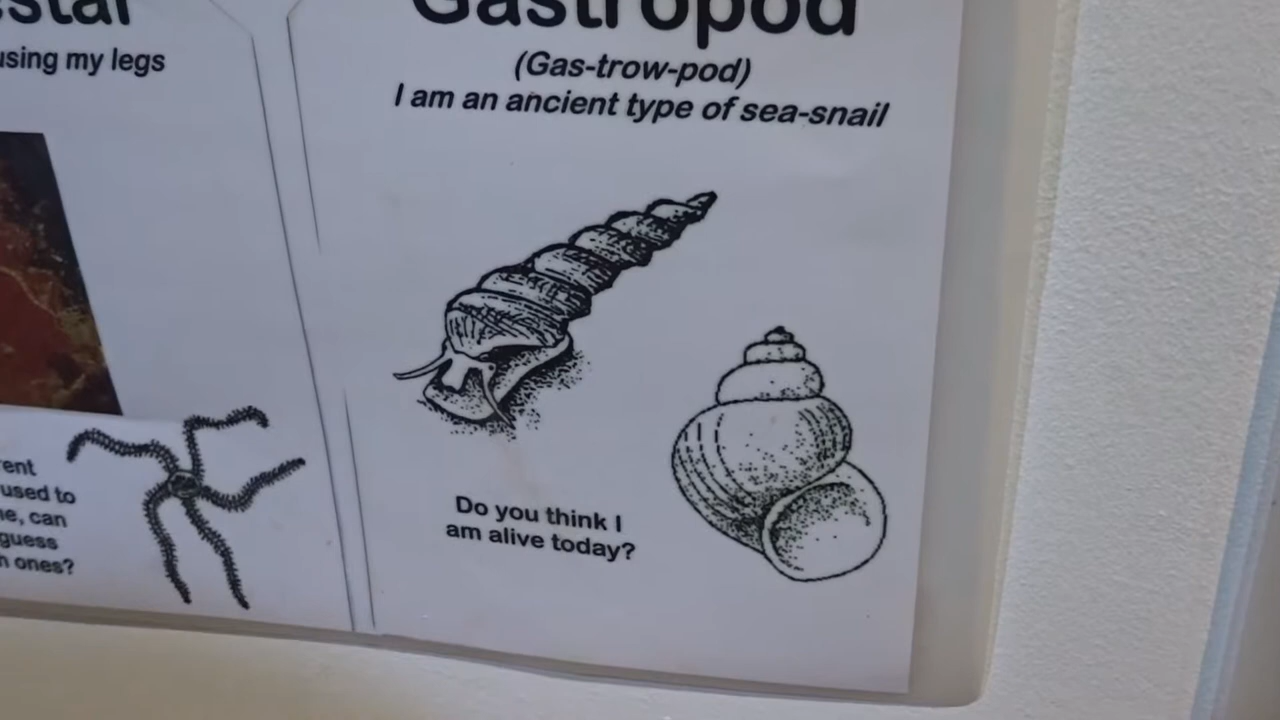 using my legs
Gastropod
(Gas-trow-pod)
I am an ancient type of sea-snail
used to
can
guess
ones?
Do you think I
am alive today?